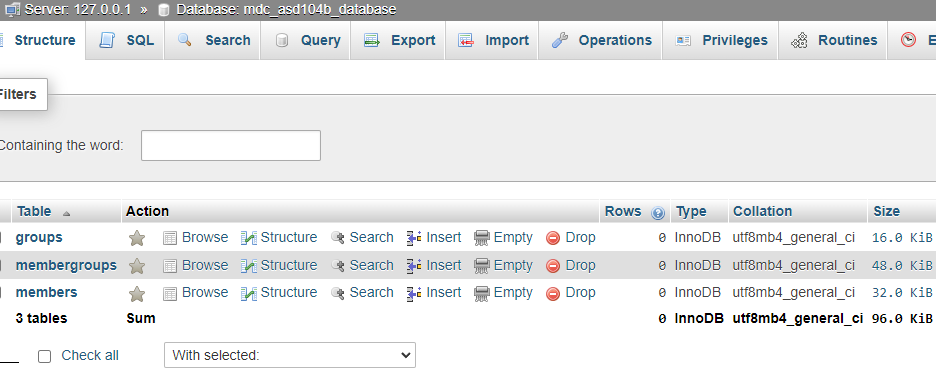 Server: 127.0.0.1 » Database: mdc_asd104b_database
Structure SQL Search Query Export Import Operations Privileges Routines
Filters
Containing the word:
Table Action Rows Type Collation Size
groups Browse Structure Search Insert Empty Drop 0 InnoDB utf8mb4_general_ci 16.0 KiB
membergroups Browse Structure Search Insert Empty Drop 0 InnoDB utf8mb4_general_ci 48.0 KiB
members Browse Structure Search Insert Empty Drop 0 InnoDB utf8mb4_general_ci 32.0 KiB
3 tables Sum 0 InnoDB utf8mb4_general_ci 96.0 KiB
Check all With selected: